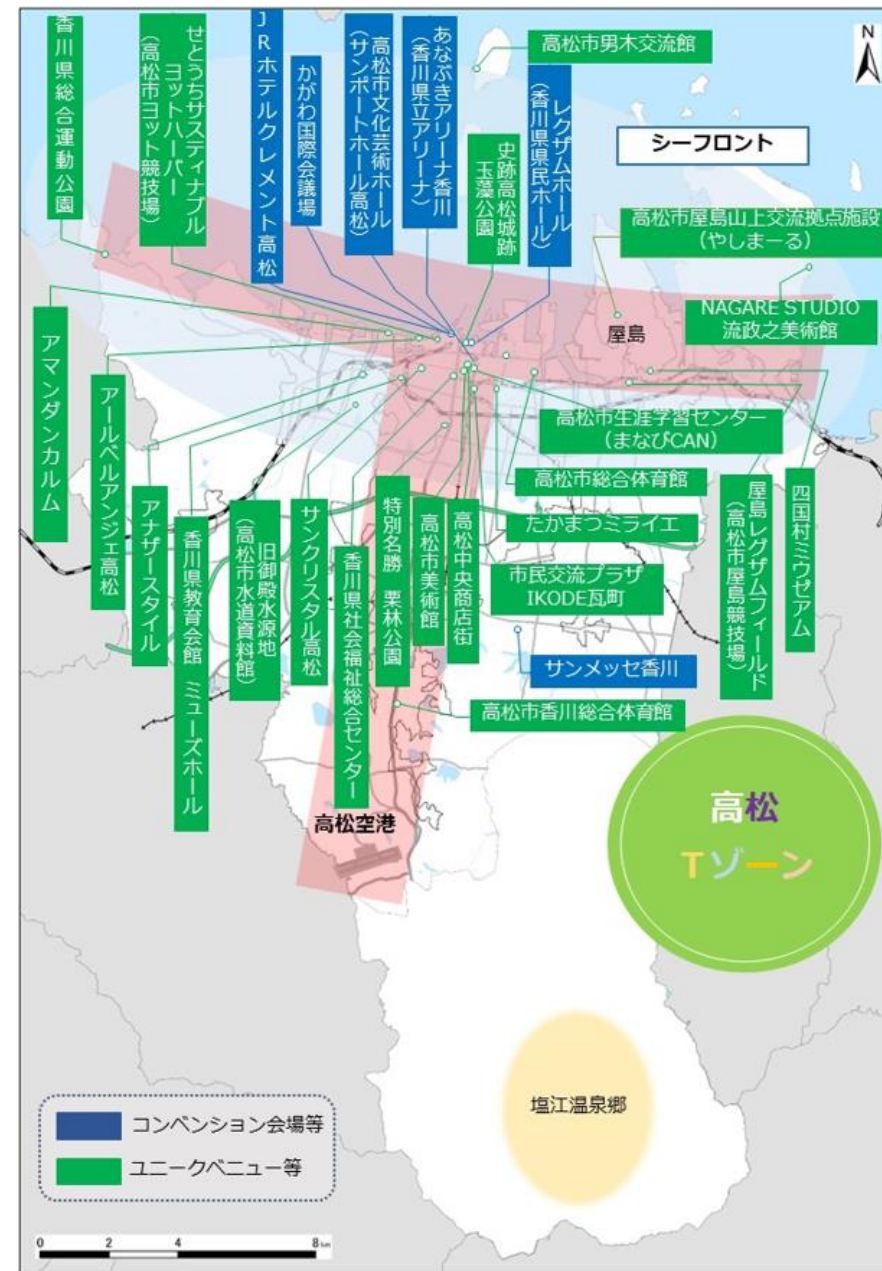 香川県総合運動公園
せとうちサスティナブル
ヨットハーバー
(高松市ヨット競技場)
JRホテルクレメント高松
かがわ国際会議場
高松市文化芸術ホール
(サンポートホール高松)
あなぶきアリーナ香川
(香川県立アリーナ)
高松市男木交流館
史跡高松城跡
玉藻公園
レクザムホール
(香川県県民ホール)
N
シーフロント
高松市屋島山上交流拠点施設
(やしまーる)
NAGARE STUDIO
流政之美術館
屋島
アマンダンカルム
アールベルアンジェ高松
アナザースタイル
香川県教育会館 ミューズホール
旧御殿水源地
(高松市水道資料館)
サンクリスタル高松
香川県社会福祉総合センター
特別名勝 栗林公園
高松市美術館
高松中央商店街
高松市生涯学習センター
(まなびCAN)
高松市総合体育館
たかまつミライエ
市民交流プラザ
IKODE瓦町
屋島レグザムフィールド
(高松市屋島競技場)
四国村ミウゼアム
サンメッセ香川
高松市香川総合体育館
高松空港
高松
Tゾーン
塩江温泉郷
コンベンション会場等
ユニークベニュー等
0 2 4 8 km